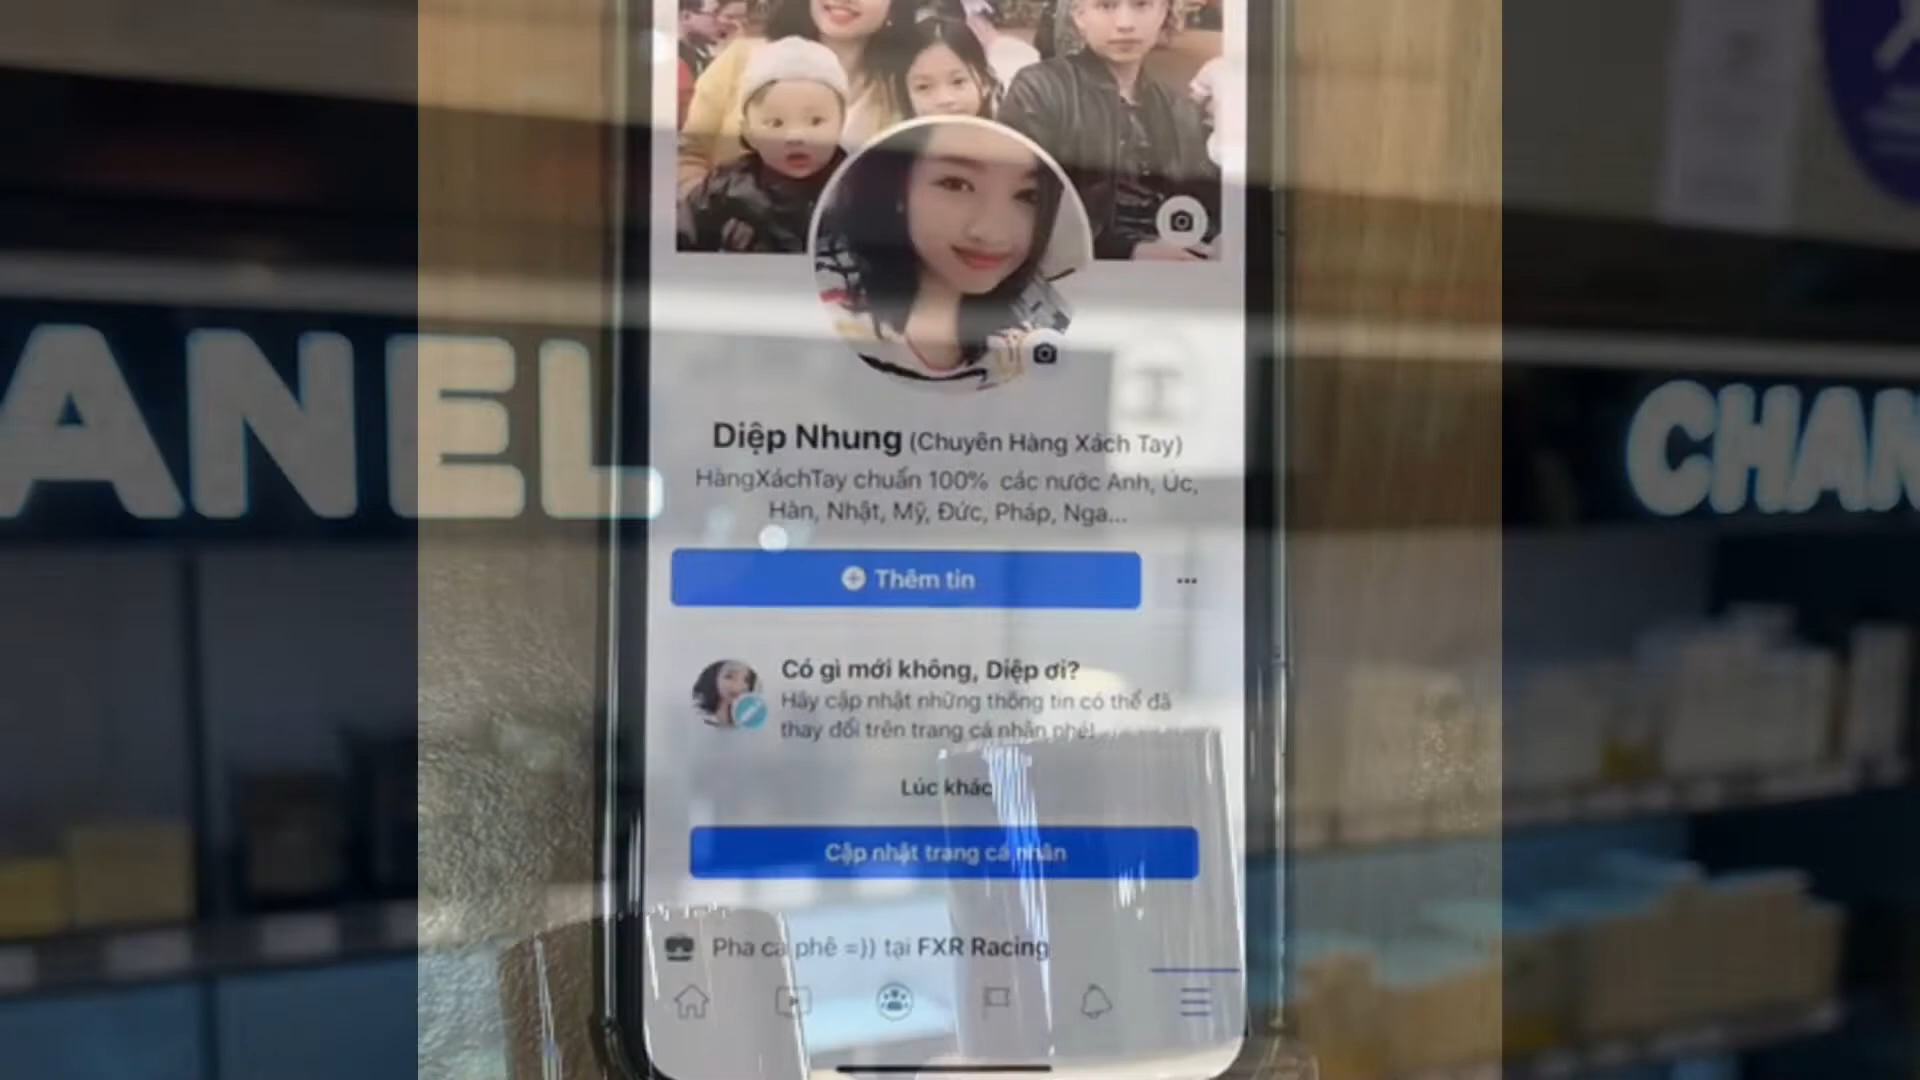 ANEL
CHAN
Diệp Nhung (Chuyên Hàng Xách Tay)
HàngXáchTay chuẩn 100% các nước Anh, Úc,
Hàn, Nhật, Mỹ, Đức, Pháp, Nga...
Thêm tin
Có gì mới không, Diệp ơi?
Hãy cập nhật những thông tin có thể đã
thay đổi trên trang cá nhân nhé!
Lúc khác
Cập nhật trang cá nhân
Pha cà phê =)) tại FXR Racing